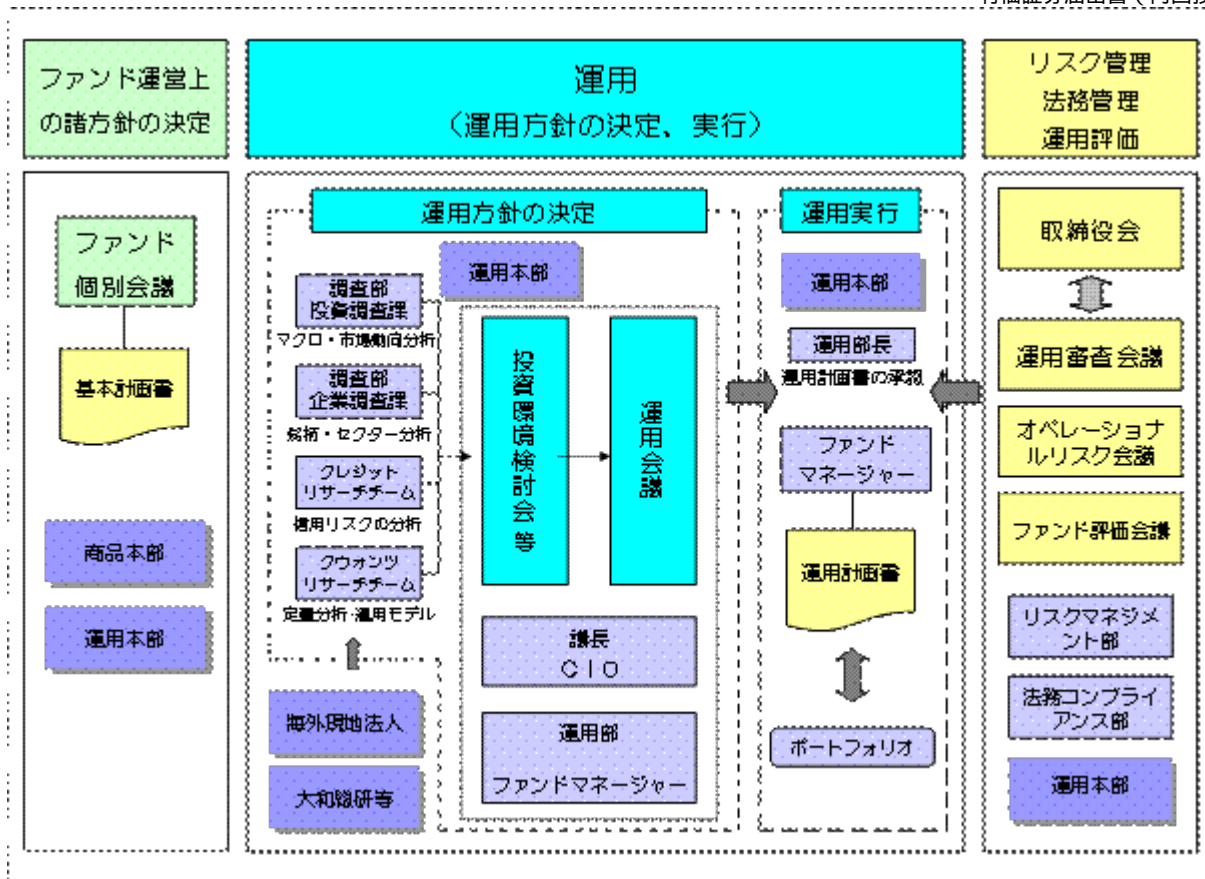 ファンド運営上
の諸方針の決定
運用
(運用方針の決定、実行)
リスク管理
法務管理
運用評価
ファンド
個別会議
基本計画書
商品本部
運用本部
運用方針の決定
運用本部
調査部
投資調査課
マクロ・市場動向分析
調査部
企業調査課
銘柄・セクター分析
クレジット
リサーチチーム
信用リスクの分析
クウォンツ
リサーチチーム
定量分析・運用モデル
海外現地法人
大和総研等
投資環境検討会等
運用会議
議長
CIO
運用部
ファンドマネージャー
運用実行
運用本部
運用部長
運用計画書の承認
ファンド
マネージャー
運用計画書
ポートフォリオ
取締役会
運用審査会議
オペレーショナ
ルリスク会議
ファンド評価会議
リスクマネジメ
ント部
法務コンプライ
アンス部
運用本部